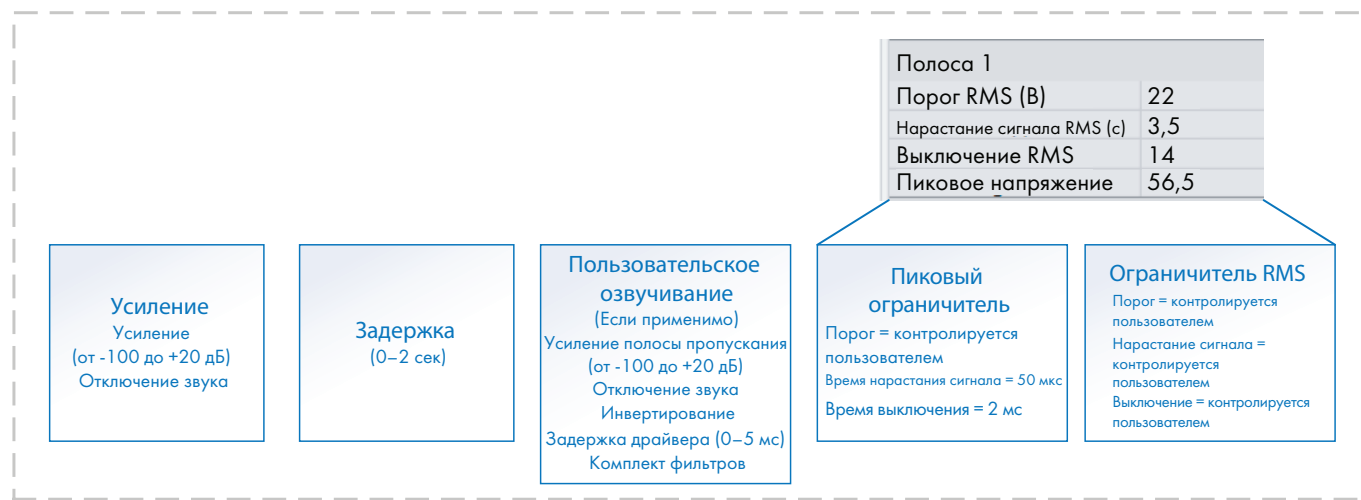 Полоса 1
Порог RMS (В) 22
Нарастание сигнала RMS (с) 3,5
Выключение RMS 14
Пиковое напряжение 56,5
Усиление
Усиление
(от -100 до +20 дБ)
Отключение звука
Задержка
(0–2 сек)
Пользовательское
озвучивание
(Если применимо)
Усиление полосы пропускания
(от -100 до +20 дБ)
Отключение звука
Инвертирование
Задержка драйвера (0–5 мс)
Комплект фильтров
Пиковый
ограничитель
Порог = контролируется
пользователем
Время нарастания сигнала = 50 мкс
Время выключения = 2 мс
Ограничитель RMS
Порог = контролируется
пользователем
Нарастание сигнала =
контролируется
пользователем
Выключение = контролируется
пользователем